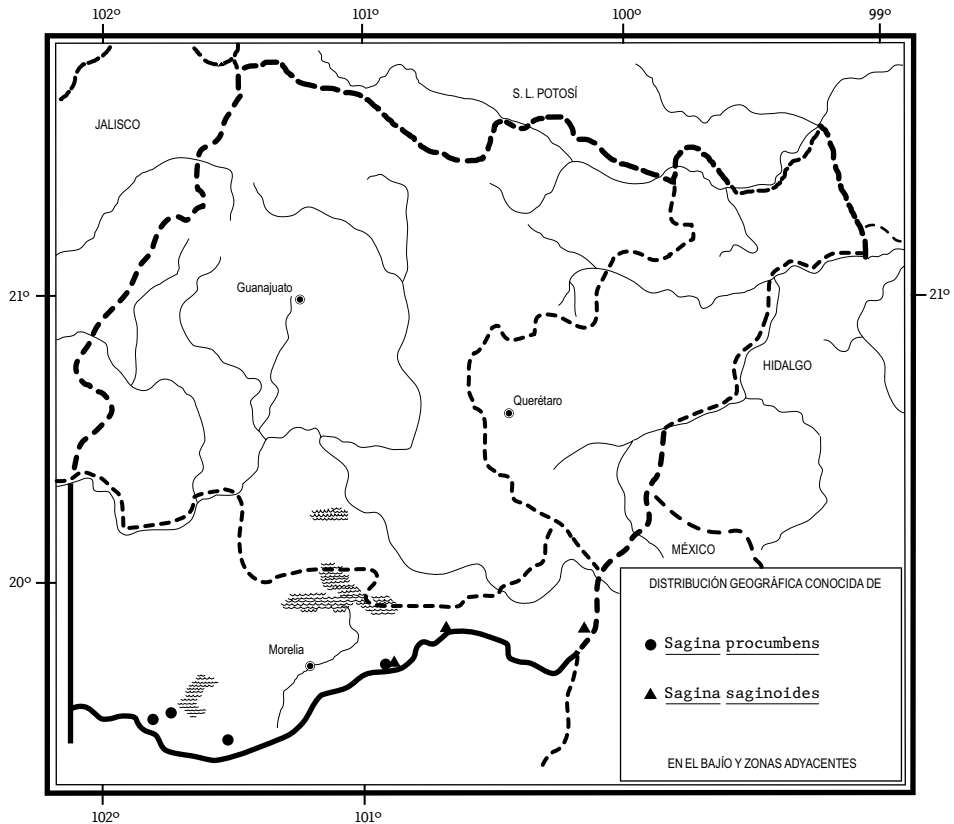 102º 101º 100º 99º
S. L. POTOSÍ
JALISCO
Guanajuato
21º
21º
HIDALGO
Querétaro
MÉXICO
20º
DISTRIBUCIÓN GEOGRÁFICA CONOCIDA DE
Sagina procumbens
Morelia
Sagina saginoides
EN EL BAJÍO Y ZONAS ADYACENTES
102º 101º